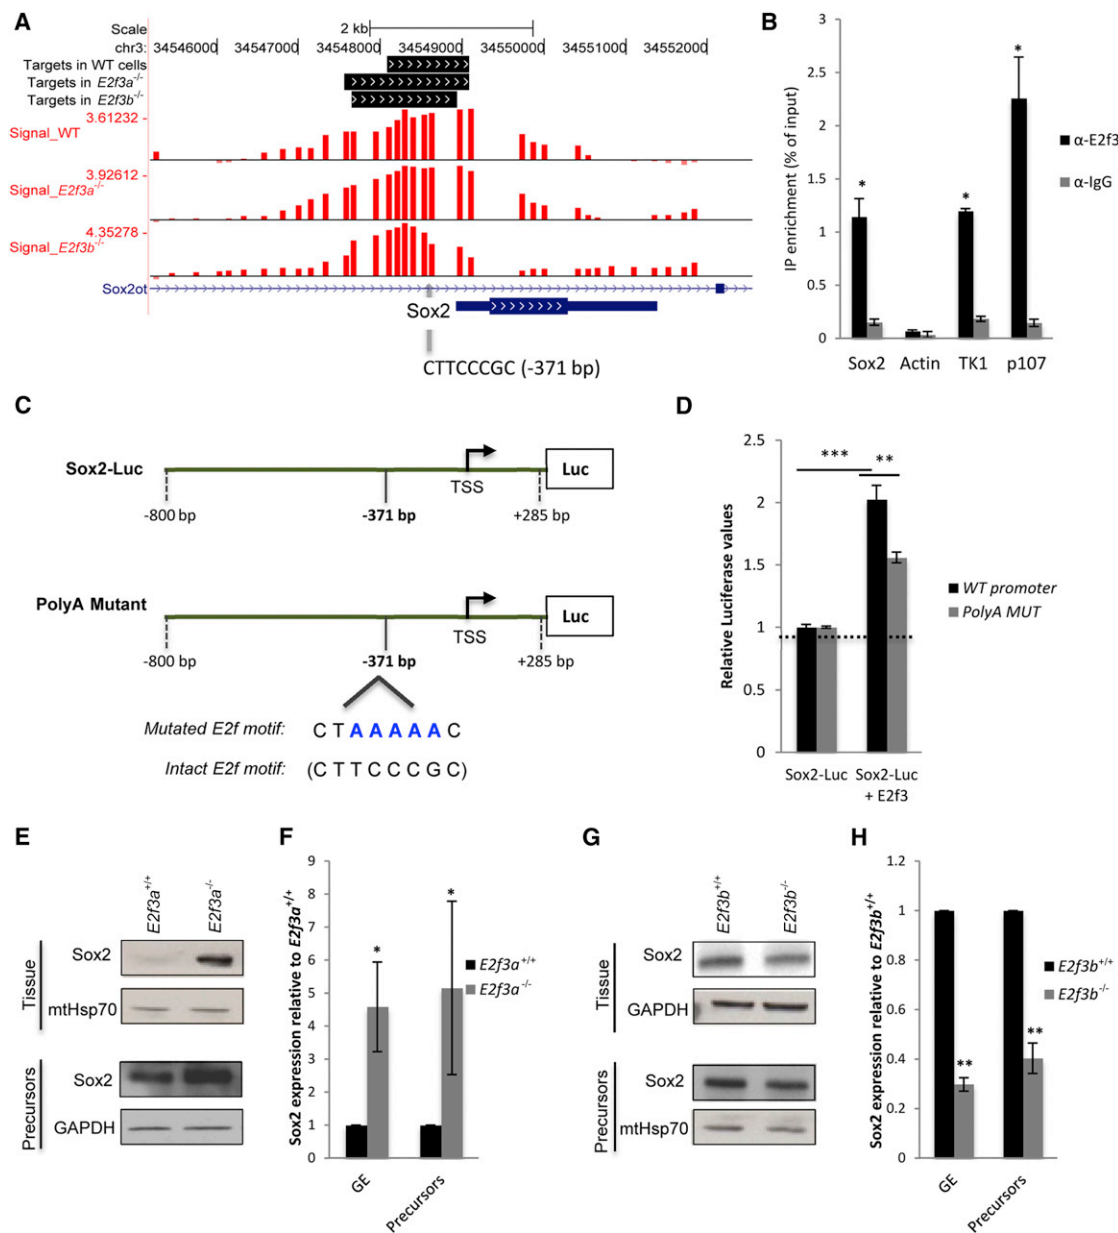 A
Scale
2 kb
chr3:
34546000
34547000
34548000
34549000
34550000
34551000
34552000
Targets in WT cells
Targets in E2f3a-/-
Targets in E2f3b-/-
3.61232 -
Signal_WT
3.92612 -
Signal_E2f3a-/-
4.35278 -
Signal_E2f3b-/-
Sox2ot
Sox2
CTTCCCGC (-371 bp)
B
IP enrichment (% of input)
3
2.5
2
1.5
1
0.5
0
*
*
*
Sox2
Actin
TK1
p107
α-E2f3
α-IgG
C
Sox2-Luc
TSS
Luc
-800 bp
-371 bp
+285 bp
PolyA Mutant
TSS
Luc
-800 bp
-371 bp
+285 bp
Mutated E2f motif: C T A A A A A C
Intact E2f motif: (C T T C C C G C)
D
Relative Luciferase values
2.5
2
1.5
1
0.5
0
***
**
Sox2-Luc
Sox2-Luc
+ E2f3
WT promoter
PolyA MUT
E
E2f3a+/+
E2f3a-/-
Tissue
Sox2
mtHsp70
Precursors
Sox2
GAPDH
F
Sox2 expression relative to E2f3a+/+
9
8
7
6
5
4
3
2
1
0
*
*
GE
Precursors
E2f3a+/+
E2f3a-/-
G
E2f3b+/+
E2f3b-/-
Tissue
Sox2
GAPDH
Precursors
Sox2
mtHsp70
H
Sox2 expression relative to E2f3b+/+
1.2
1
0.8
0.6
0.4
0.2
0
**
**
GE
Precursors
E2f3b+/+
E2f3b-/-